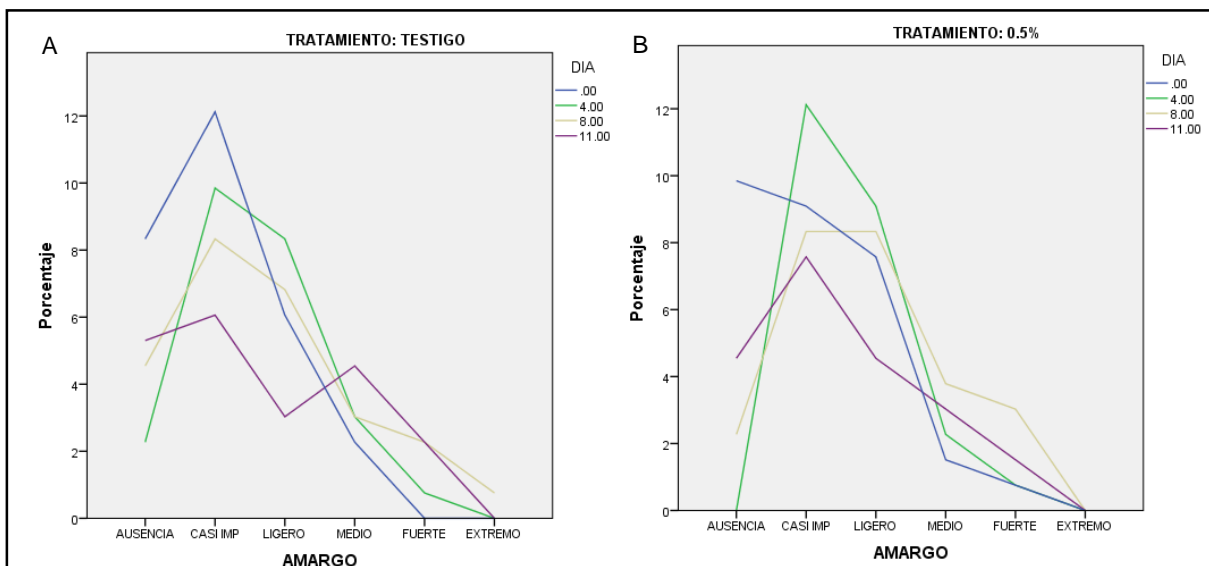 A
TRATAMIENTO: TESTIGO
DIA
.00
4.00
8.00
11.00
Porcentaje
12
10
8
6
4
2
0
AUSENCIA CASI IMP LIGERO MEDIO FUERTE EXTREMO
AMARGO
B
TRATAMIENTO: 0.5%
DIA
.00
4.00
8.00
11.00
Porcentaje
12
10
8
6
4
2
0
AUSENCIA CASI IMP LIGERO MEDIO FUERTE EXTREMO
AMARGO